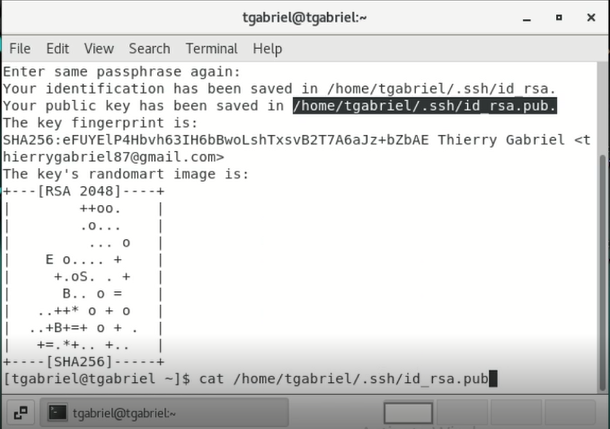 tgabriel@tgabriel:~
File Edit View Search Terminal Help
Enter same passphrase again:
Your identification has been saved in /home/tgabriel/.ssh/id_rsa.
Your public key has been saved in /home/tgabriel/.ssh/id_rsa.pub.
The key fingerprint is:
SHA256:eFUYElP4Hbvh63IH6bBwoLshTxsvB2T7A6aJz+bZbAE Thierry Gabriel <t
hierrygabriel87@gmail.com>
The key's randomart image is:
+---[RSA 2048]----+
|        ++oo.    |
|        .o...    |
|         ... o   |
|    E o.... +    |
|     +.oS. . +   |
|      B.. o =    |
|   ..++* o + o   |
|  ..+B+=+ o + .  |
|   +=.*+.. +..   |
+----[SHA256]-----+
[tgabriel@tgabriel ~]$ cat /home/tgabriel/.ssh/id_rsa.pub
tgabriel@tgabriel:~